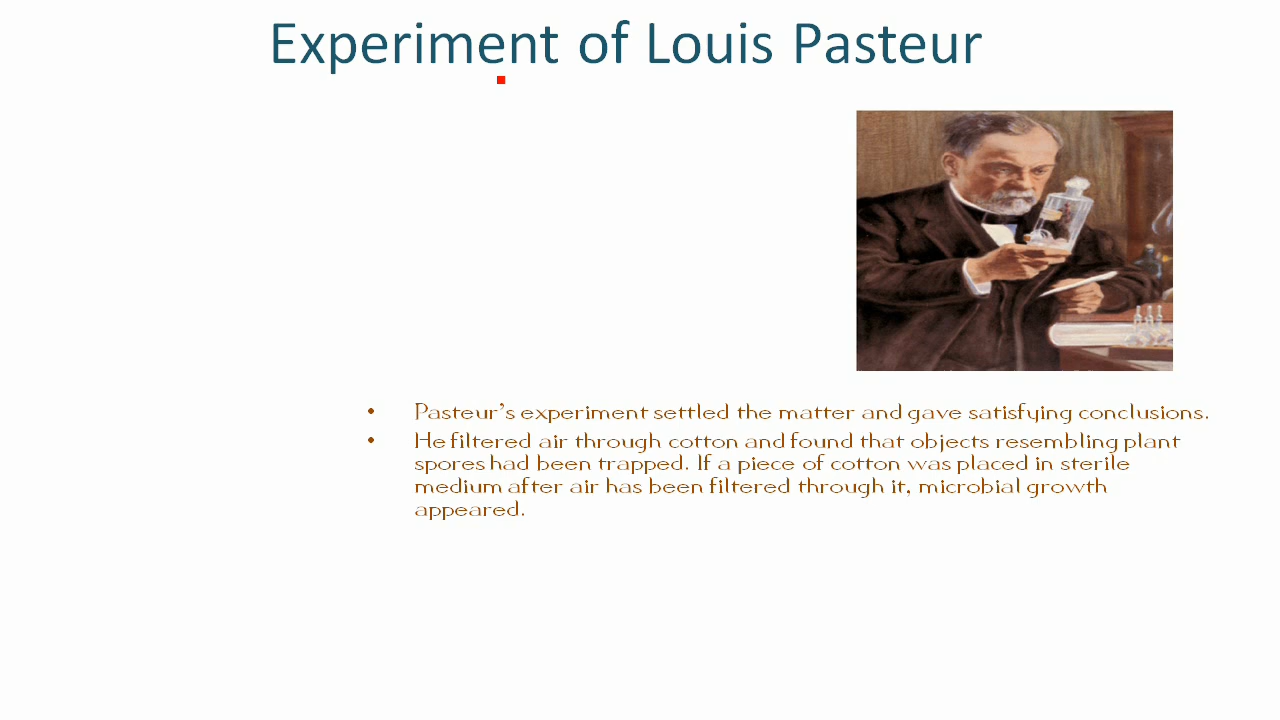 Experiment of Louis Pasteur
• Pasteur's experiment settled the matter and gave satisfying conclusions.
• He filtered air through cotton and found that objects resembling plant
spores had been trapped. If a piece of cotton was placed in sterile
medium after air has been filtered through it, microbial growth
appeared.